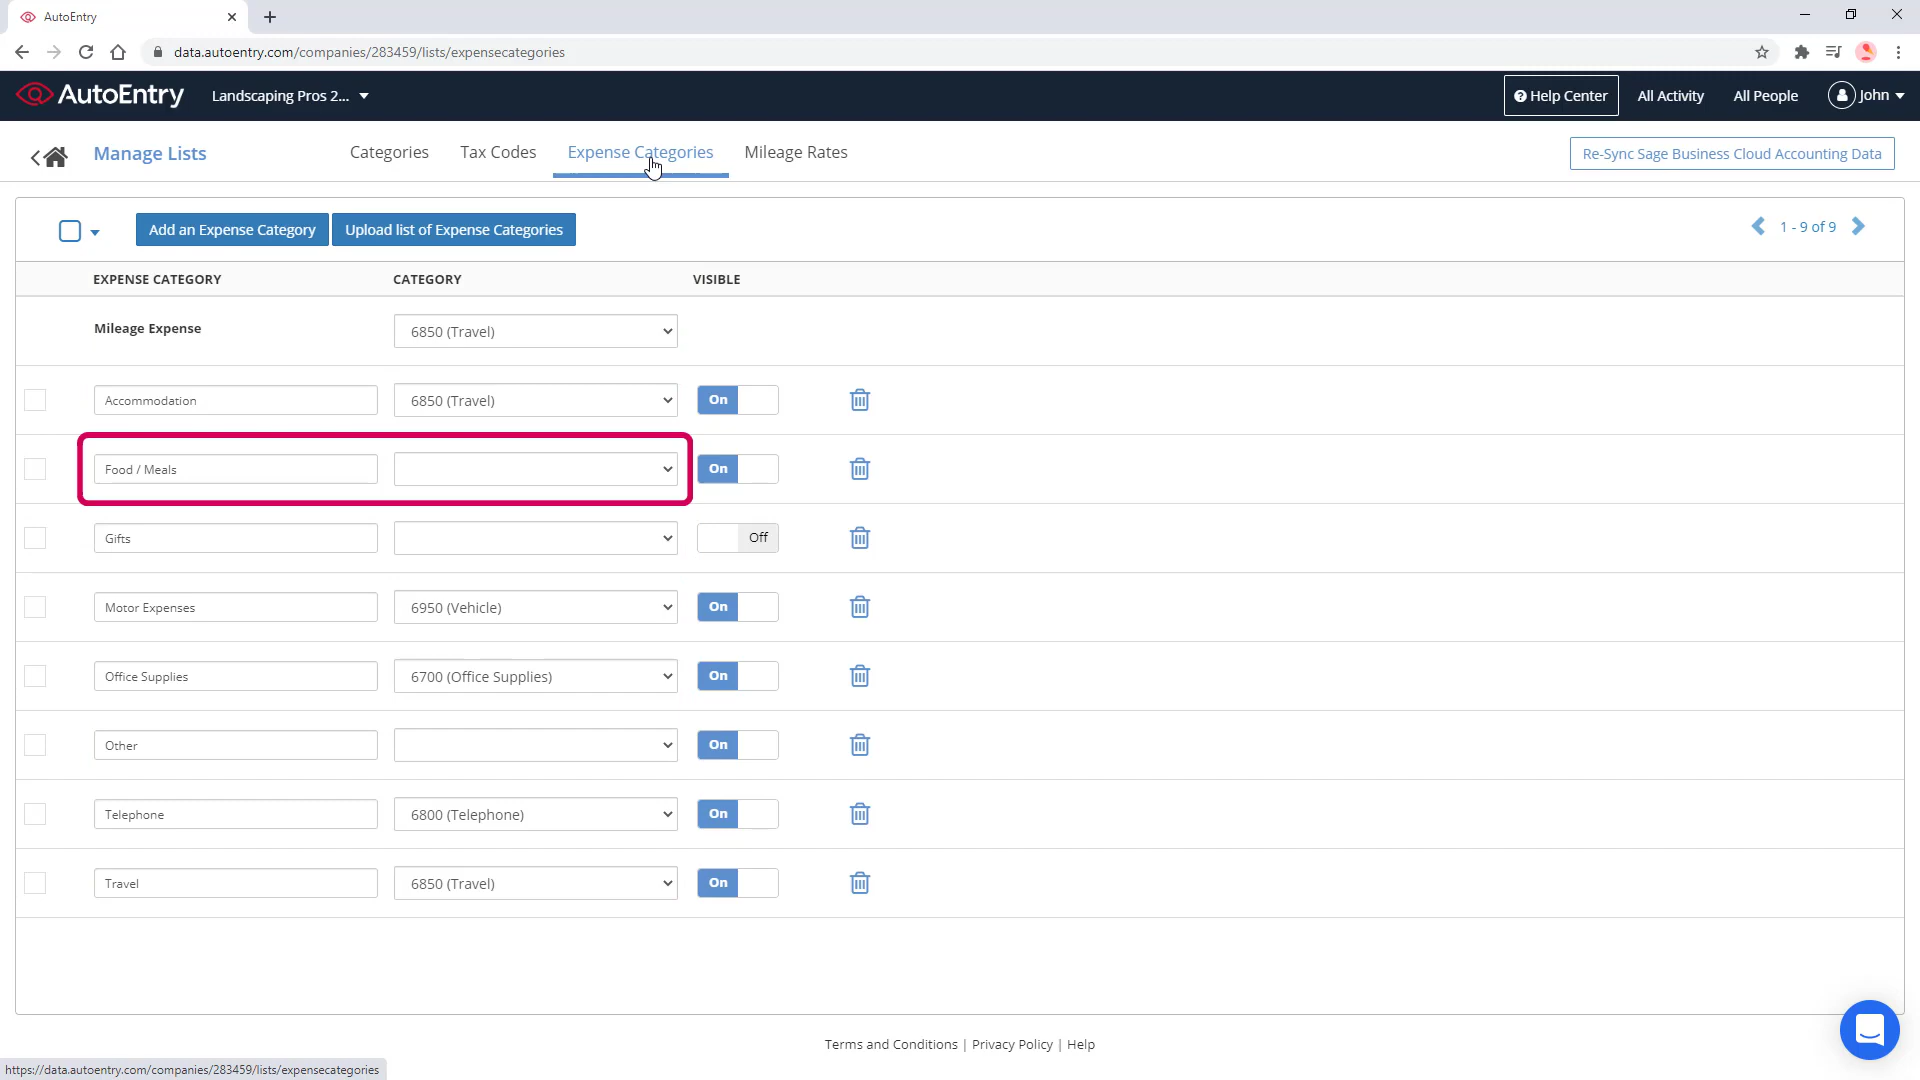 AutoEntry
data.autoentry.com/companies/283459/lists/expensecategories
AutoEntry
Landscaping Pros 2...
Help Center
All Activity
All People
John
Manage Lists
Categories
Tax Codes
Expense Categories
Mileage Rates
Re-Sync Sage Business Cloud Accounting Data
Add an Expense Category
Upload list of Expense Categories
1 - 9 of 9
EXPENSE CATEGORY
CATEGORY
VISIBLE
Mileage Expense
6850 (Travel)
Accommodation
6850 (Travel)
On
Food / Meals
On
Gifts
Off
Motor Expenses
6950 (Vehicle)
On
Office Supplies
6700 (Office Supplies)
On
Other
On
Telephone
6800 (Telephone)
On
Travel
6850 (Travel)
On
Terms and Conditions | Privacy Policy | Help
https://data.autoentry.com/companies/283459/lists/expensecategories